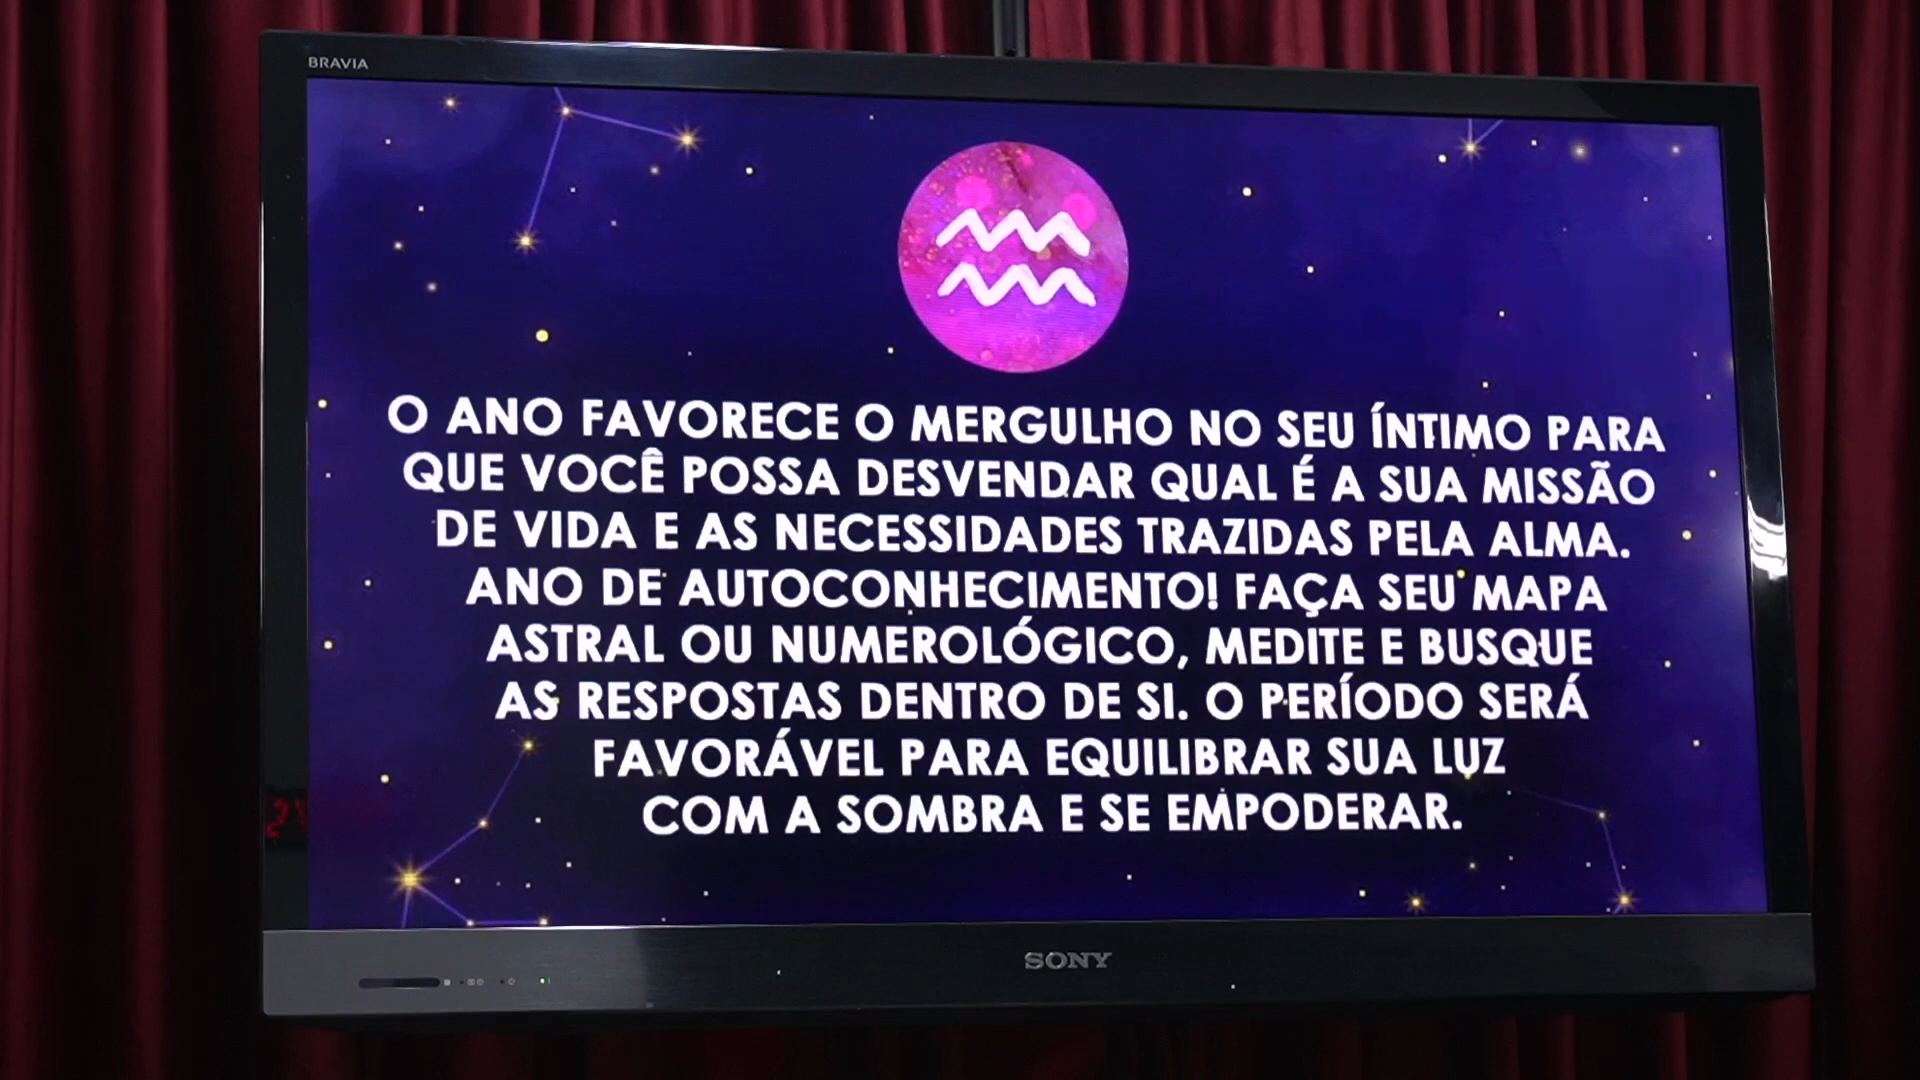 BRAVIA
O ANO FAVORECE O MERGULHO NO SEU ÍNTIMO PARA
QUE VOCÊ POSSA DESVENDAR QUAL É A SUA MISSÃO
DE VIDA E AS NECESSIDADES TRAZIDAS PELA ALMA.
ANO DE AUTOCONHECIMENTO! FAÇA SEU MAPA
ASTRAL OU NUMEROLÓGICO, MEDITE E BUSQUE
AS RESPOSTAS DENTRO DE SI. O PERÍODO SERÁ
FAVORÁVEL PARA EQUILIBRAR SUA LUZ
COM A SOMBRA E SE EMPODERAR.
SONY